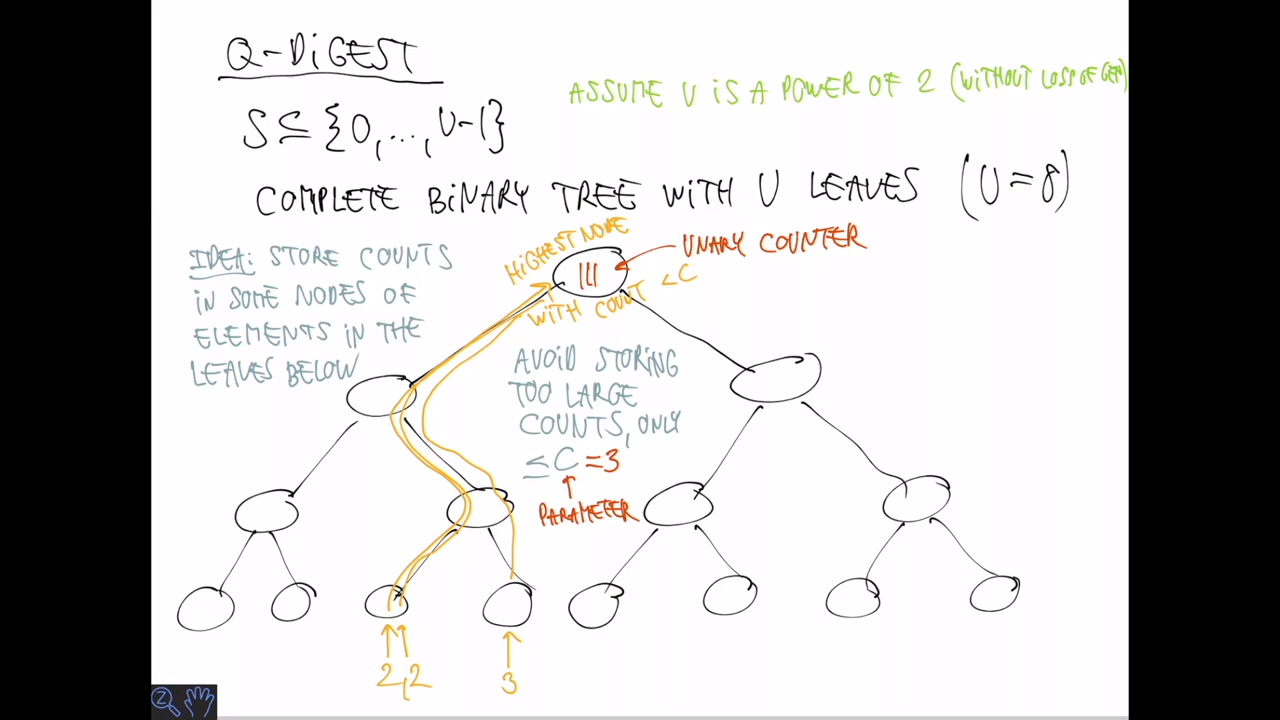 Q-DIGEST
ASSUME U IS A POWER OF 2 (WITHOUT LOSS OF GEN)
S ⊆ {0,...,U-1}
COMPLETE BINARY TREE WITH U LEAVES (U=8)
IDEA: STORE COUNTS
IN SOME NODES OF
ELEMENTS IN THE
LEAVES BELOW
HIGHEST NODE
WITH COUNT <C
III
UNARY COUNTER
AVOID STORING
TOO LARGE
COUNTS, ONLY
≤ C = 3
PARAMETER
2,2
3
Z